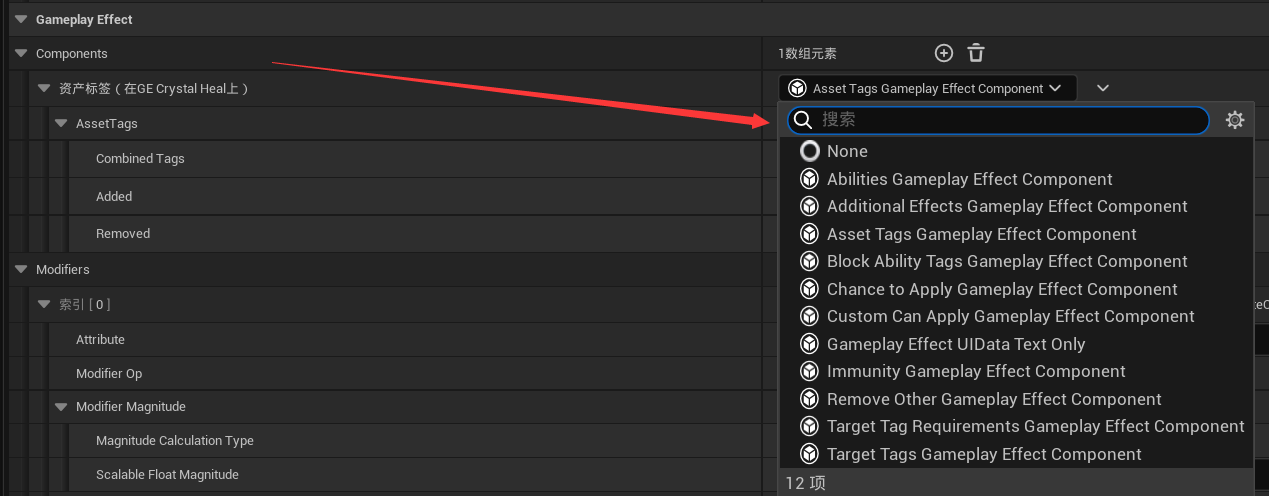 Gameplay Effect
Components
1数组元素
资产标签（在GE Crystal Heal上）
Asset Tags Gameplay Effect Component
AssetTags
搜索
None
Combined Tags
Abilities Gameplay Effect Component
Added
Additional Effects Gameplay Effect Component
Removed
Asset Tags Gameplay Effect Component
Block Ability Tags Gameplay Effect Component
Modifiers
Chance to Apply Gameplay Effect Component
索引 [ 0 ]
Custom Can Apply Gameplay Effect Component
Attribute
Gameplay Effect UIData Text Only
Modifier Op
Immunity Gameplay Effect Component
Modifier Magnitude
Remove Other Gameplay Effect Component
Target Tag Requirements Gameplay Effect Component
Magnitude Calculation Type
Target Tags Gameplay Effect Component
Scalable Float Magnitude
12 项